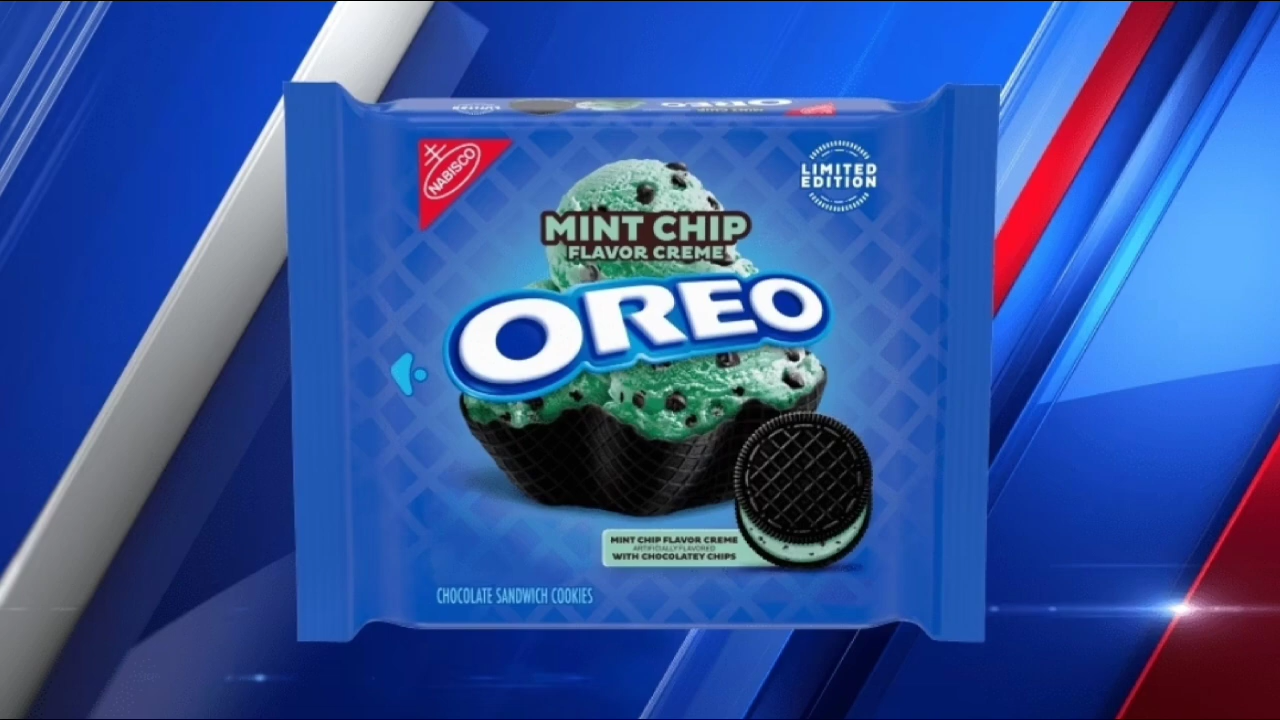 OREO
NABISCO
LIMITED
EDITION
MINT CHIP
FLAVOR CREME
OREO
MINT CHIP FLAVOR CREME
ARTIFICIALLY FLAVORED
WITH CHOCOLATEY CHIPS
CHOCOLATE SANDWICH COOKIES